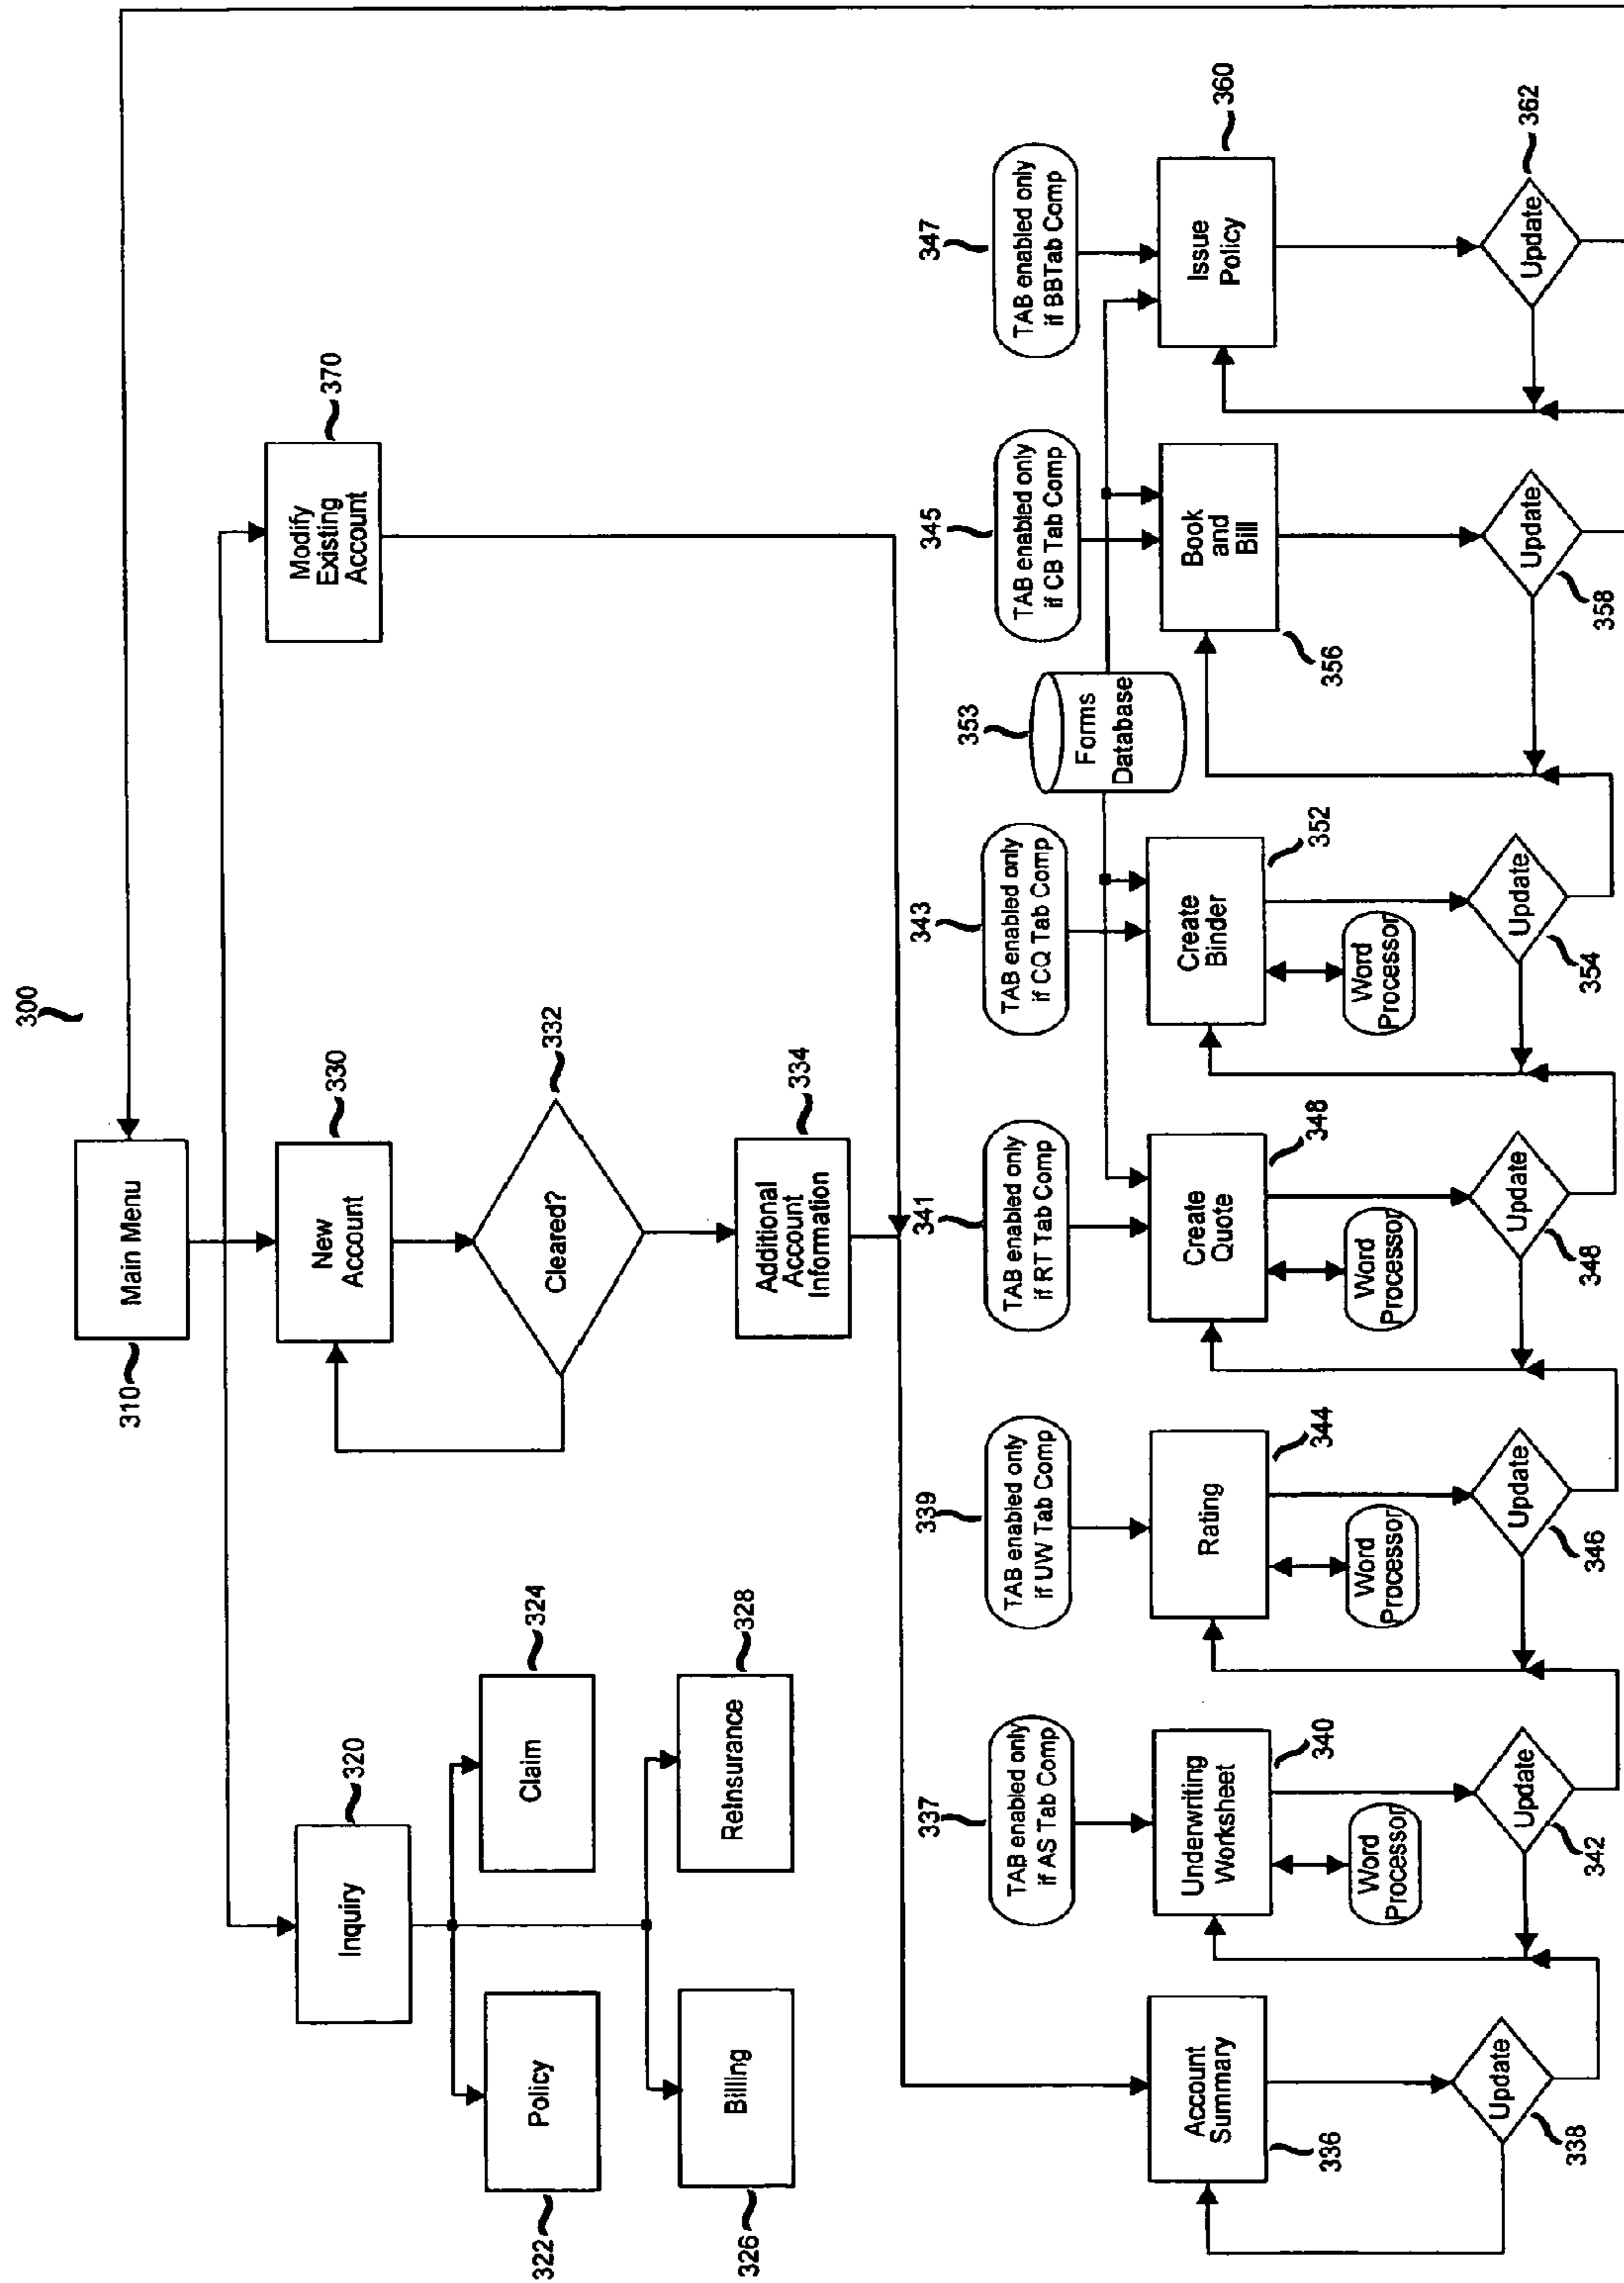 300
Main Menu
310
Inquiry
320
New
Account
330
Modify
Existing
Account
370
Policy
322
Claim
324
Billing
326
ReInsurance
328
Cleared?
332
Additional
Account
Information
334
337
TAB enabled only
if AS Tab Comp
339
TAB enabled only
if UW Tab Comp
341
TAB enabled only
if RT Tab Comp
343
TAB enabled only
if CQ Tab Comp
353
Forms
Database
345
TAB enabled only
if CB Tab Comp
347
TAB enabled only
if BBTab Comp
Account
Summary
336
Underwriting
Worksheet
340
Rating
344
Create
Quote
348
Create
Binder
352
Book
and
Bill
356
Issue
Policy
360
Word
Processor
Word
Processor
Word
Processor
Word
Processor
Update
338
Update
342
Update
346
Update
348
Update
354
Update
358
Update
362